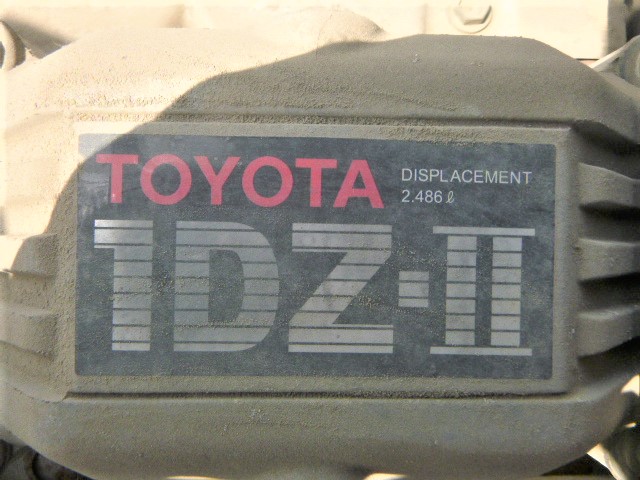 TOYOTA
DISPLACEMENT
2.486 ℓ
1DZ-II